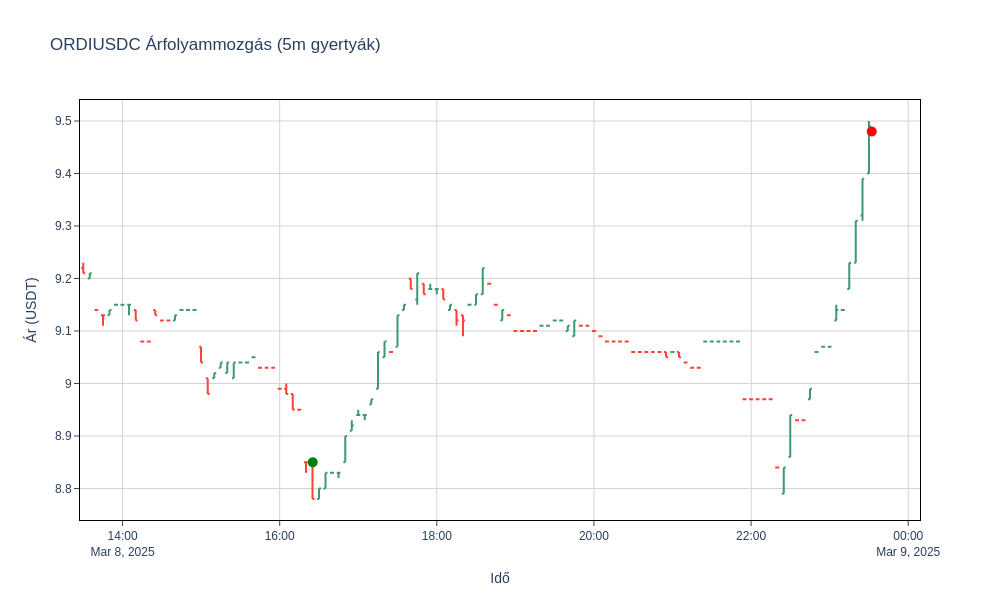 ORDIUSDC Árfolyammozgás (5m gyertyák)
9.5
9.4
9.3
9.2
9.1
9
8.9
8.8
Ár (USDT)
14:00 16:00 18:00 20:00 22:00 00:00
Mar 8, 2025 Mar 9, 2025
Idő